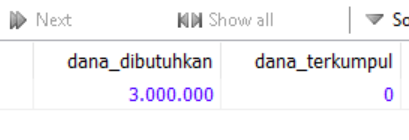 Next Show all So
dana_dibutuhkan dana_terkumpul
3.000.000 0